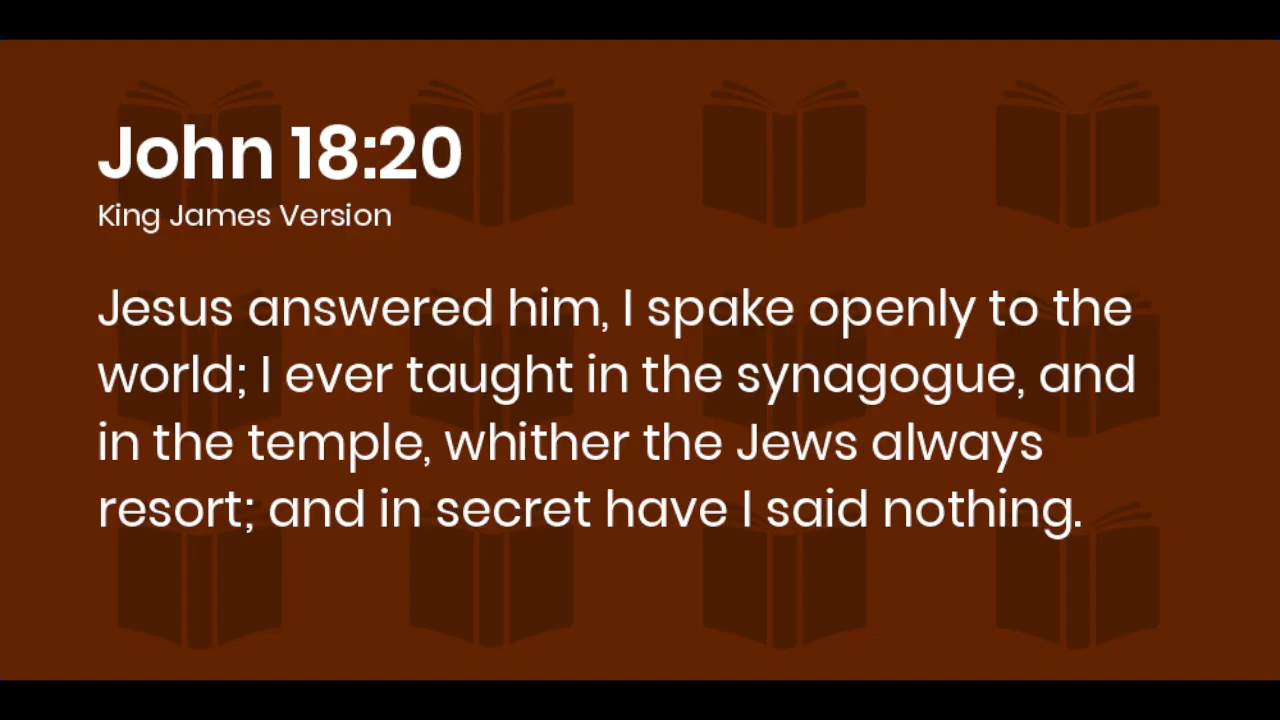 John 18:20
King James Version
Jesus answered him, I spake openly to the
world; I ever taught in the synagogue, and
in the temple, whither the Jews always
resort; and in secret have I said nothing.